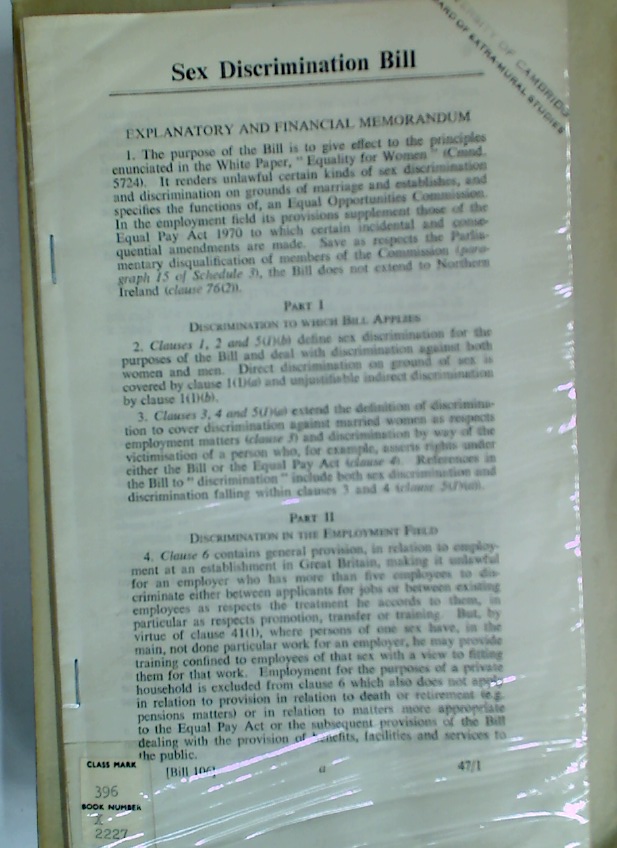 UNIVERSITY OF CAMBRIDGE
BOARD OF EXTRA-MURAL STUDIES
Sex Discrimination Bill
EXPLANATORY AND FINANCIAL MEMORANDUM
1. The purpose of the Bill is to give effect to the principles
enunciated in the White Paper, " Equality for Women " (Cmnd.
5724). It renders unlawful certain kinds of sex discrimination
and discrimination on grounds of marriage and establishes, and
specifies the functions of, an Equal Opportunities Commission.
In the employment field its provisions supplement those of the
Equal Pay Act 1970 to which certain incidental and conse-
quential amendments are made. Save as respects the Parlia-
mentary disqualification of members of the Commission (para-
graph 15 of Schedule 3), the Bill does not extend to Northern
Ireland (clause 76(2)).
PART I
DISCRIMINATION TO WHICH BILL APPLIES
2. Clauses 1, 2 and 5(1)(b) define sex discrimination for the
purposes of the Bill and deal with discrimination against both
women and men. Direct discrimination on ground of sex is
covered by clause 1(1)(a) and unjustifiable indirect discrimination
by clause 1(1)(b).
3. Clauses 3, 4 and 5(1)(a) extend the definition of discrimina-
tion to cover discrimination against married women as respects
employment matters (clause 3) and discrimination by way of the
victimisation of a person who, for example, asserts rights under
either the Bill or the Equal Pay Act (clause 4). References in
the Bill to " discrimination " include both sex discrimination and
discrimination falling within clauses 3 and 4 (clause 5(1)(a)).
PART II
DISCRIMINATION IN THE EMPLOYMENT FIELD
4. Clause 6 contains general provision, in relation to employ-
ment at an establishment in Great Britain, making it unlawful
for an employer who has more than five employees to dis-
criminate either between applicants for jobs or between existing
employees as respects the treatment he accords to them, in
particular as respects promotion, transfer or training. But, by
virtue of clause 41(1), where persons of one sex have, in the
main, not done particular work for an employer, he may provide
training confined to employees of that sex with a view to fitting
them for that work. Employment for the purposes of a private
household is excluded from clause 6 which also does not apply
in relation to provision in relation to death or retirement (e.g.
pensions matters) or in relation to matters more appropriate
to the Equal Pay Act or the subsequent provisions of the Bill
dealing with the provision of benefits, facilities and services to
the public.
[Bill 106] a 47/1
CLASS MARK
396
BOOK NUMBER
2227